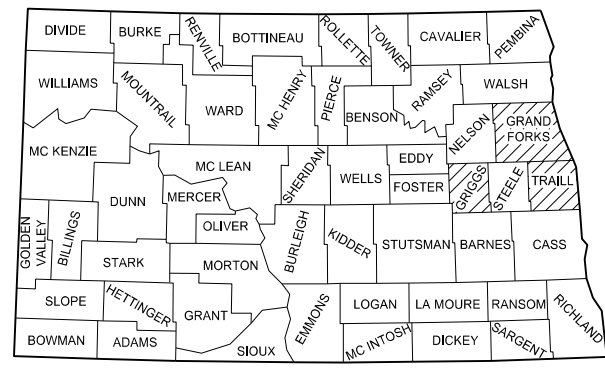 DIVIDE
BURKE
RENVILLE
BOTTINEAU
ROLLETTE
TOWNER
CAVALIER
PEMBINA
WILLIAMS
MOUNTRAIL
WARD
MC HENRY
PIERCE
BENSON
RAMSEY
WALSH
NELSON
GRAND
FORKS
MC KENZIE
DUNN
MC LEAN
MERCER
OLIVER
SHERIDAN
WELLS
EDDY
FOSTER
GRIGGS
STEELE
TRAILL
GOLDEN
VALLEY
BILLINGS
STARK
MORTON
BURLEIGH
KIDDER
STUTSMAN
BARNES
CASS
SLOPE
HETTINGER
GRANT
EMMONS
LOGAN
LA MOURE
RANSOM
RICHLAND
BOWMAN
ADAMS
SIOUX
MC INTOSH
DICKEY
SARGENT